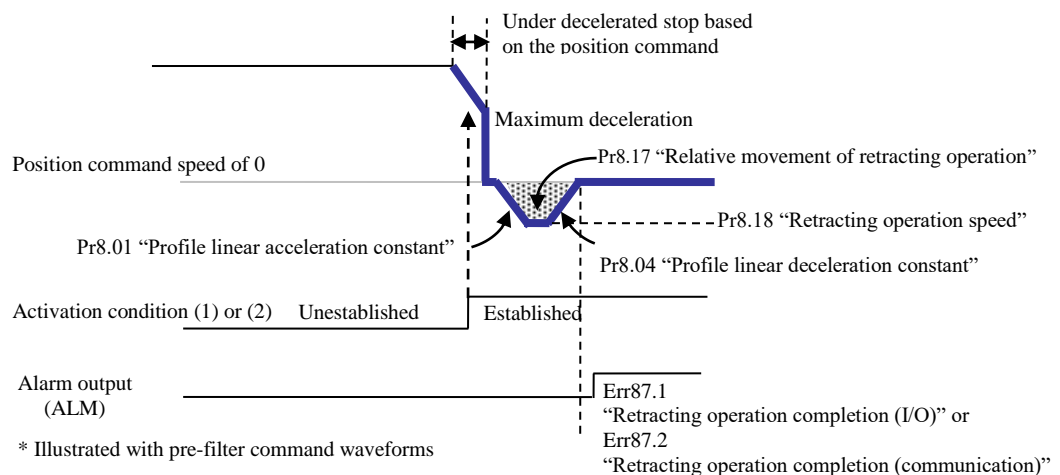 Under decelerated stop based
on the position command
Maximum deceleration
Position command speed of 0
Pr8.17 “Relative movement of retracting operation”
Pr8.18 “Retracting operation speed”
Pr8.01 “Profile linear acceleration constant”
Pr8.04 “Profile linear deceleration constant”
Activation condition (1) or (2)
Unestablished
Established
Alarm output
(ALM)
Err87.1
“Retracting operation completion (I/O)” or
Err87.2
“Retracting operation completion (communication)”
* Illustrated with pre-filter command waveforms